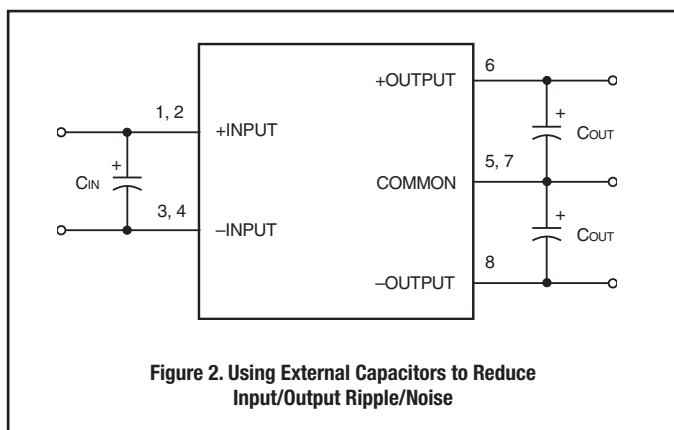 6
+OUTPUT
1, 2
+INPUT
+
COUT
+
CIN
5, 7
COMMON
3, 4
–INPUT
+
COUT
8
–OUTPUT
Figure 2. Using External Capacitors to Reduce
Input/Output Ripple/Noise